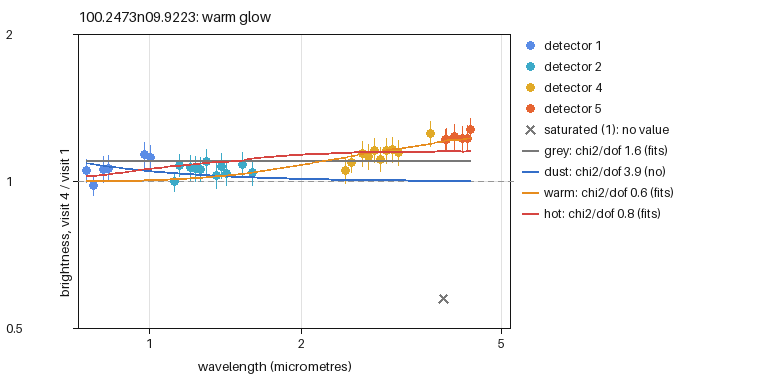 100.2473n09.9223: warm glow
2
1
0.5
brightness, visit 4 / visit 1
1
2
5
wavelength (micrometres)
detector 1
detector 2
detector 4
detector 5
saturated (1): no value
grey: chi2/dof 1.6 (fits)
dust: chi2/dof 3.9 (no)
warm: chi2/dof 0.6 (fits)
hot: chi2/dof 0.8 (fits)